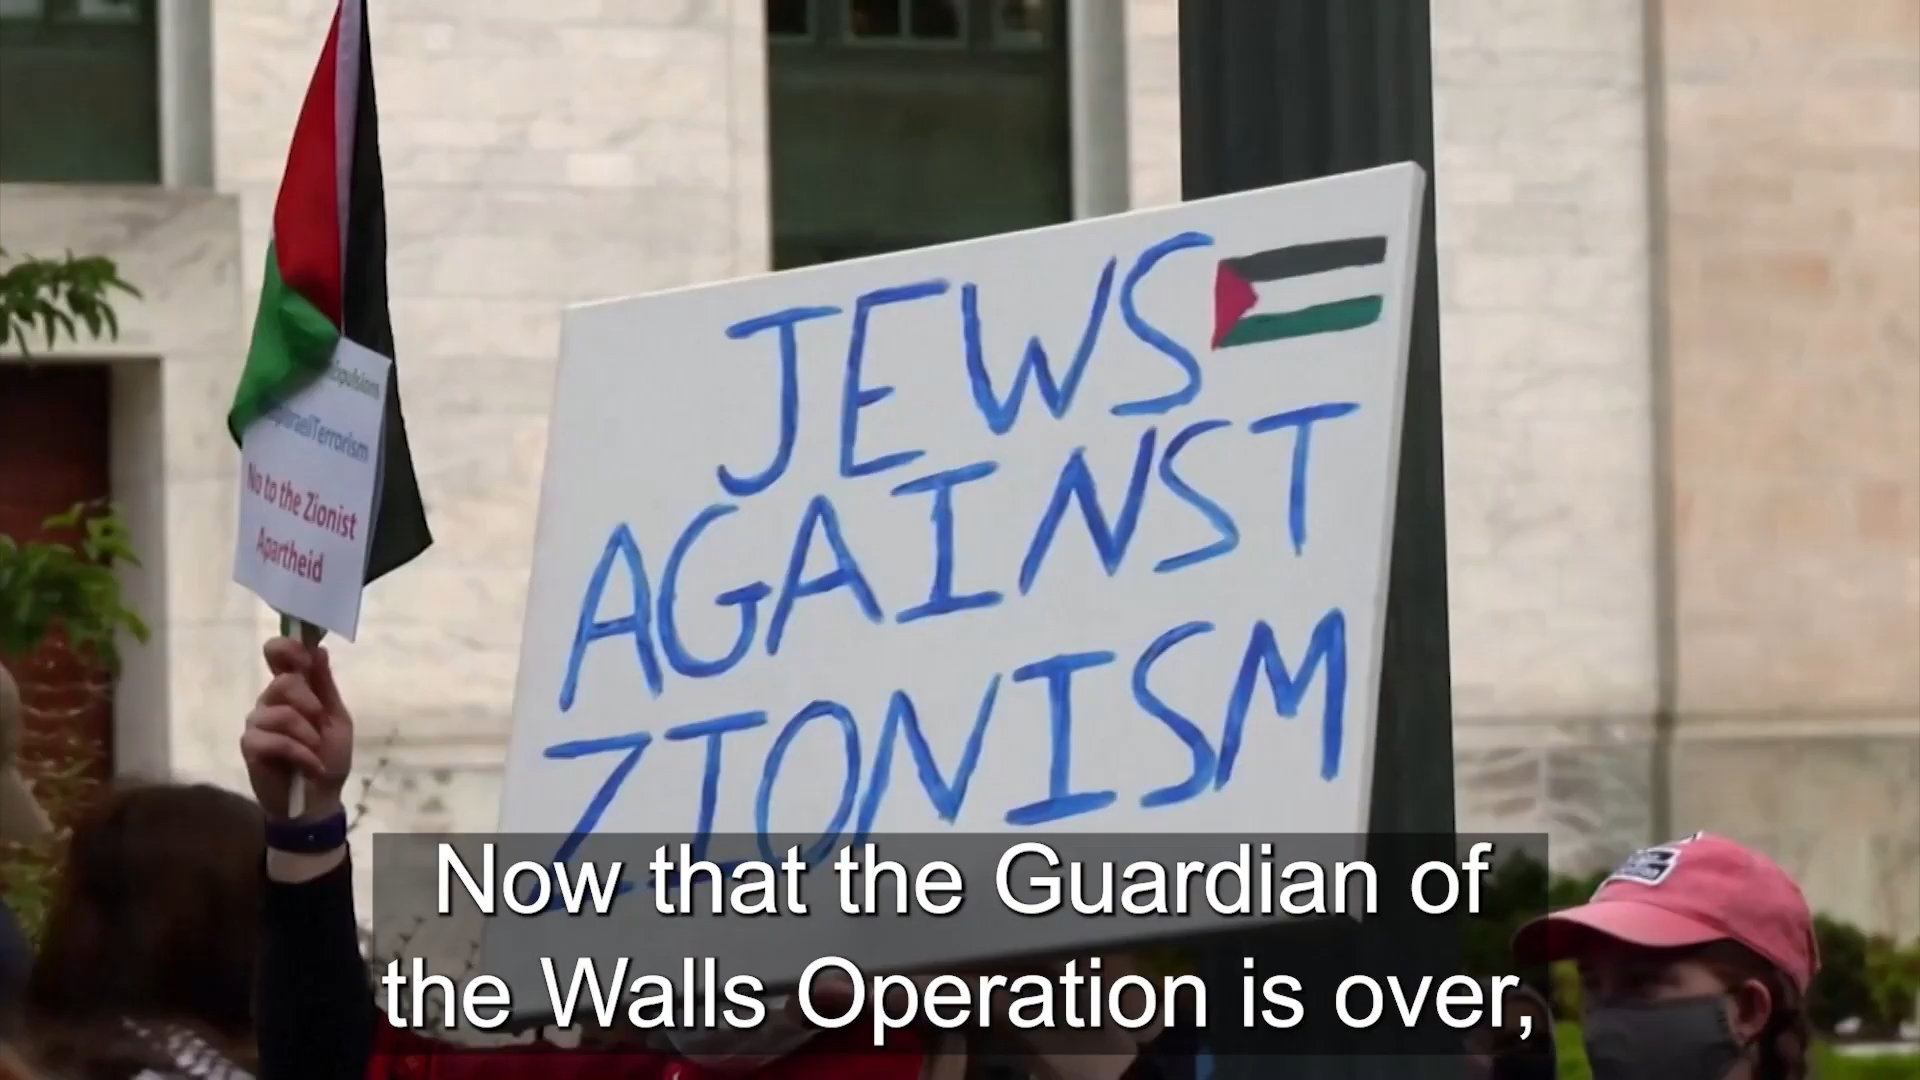 JEWS
AGAINST
ZIONISM
No to the Zionist
Apartheid
Now that the Guardian of
the Walls Operation is over,